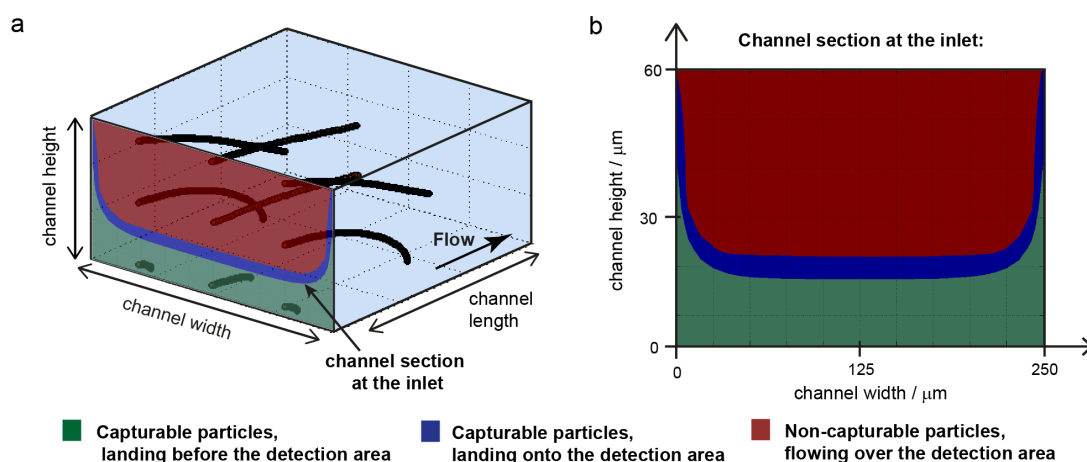 a
channel height
channel width
Flow
channel
length
channel section
at the inlet
b
Channel section at the inlet:
channel height / μm
60
30
0
0
125
250
channel width / μm
Capturable particles,
landing before the detection area
Capturable particles,
landing onto the detection area
Non-capturable particles,
flowing over the detection area